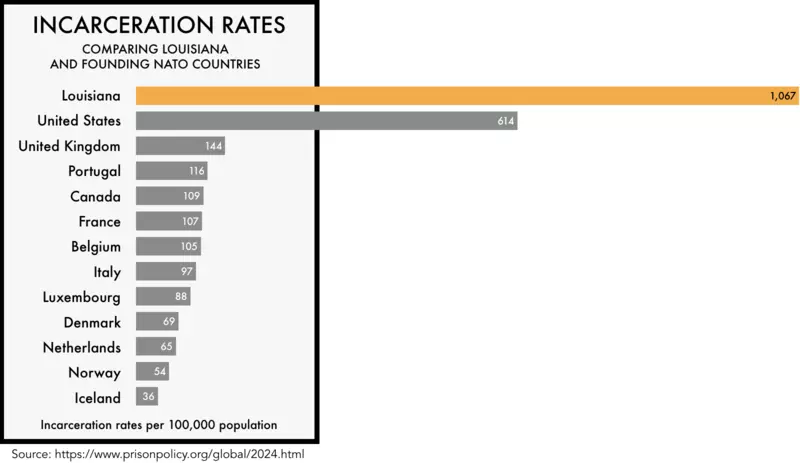 INCARCERATION RATES
COMPARING LOUISIANA
AND FOUNDING NATO COUNTRIES
Louisiana 1,067
United States 614
United Kingdom 144
Portugal 116
Canada 109
France 107
Belgium 105
Italy 97
Luxembourg 88
Denmark 69
Netherlands 65
Norway 54
Iceland 36
Incarceration rates per 100,000 population
Source: https://www.prisonpolicy.org/global/2024.html